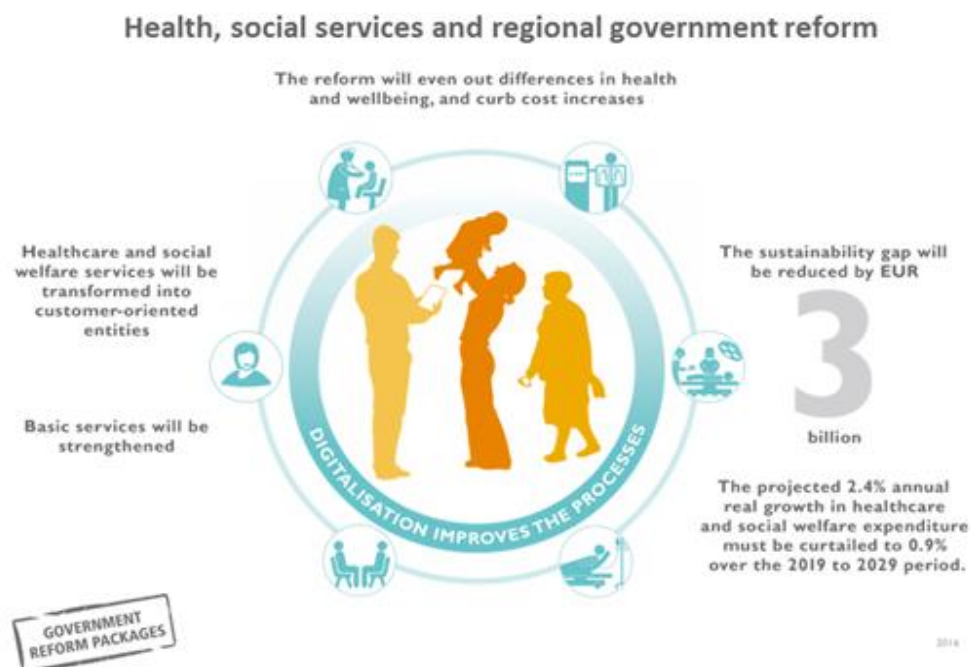 Health, social services and regional government reform
The reform will even out differences in health
and wellbeing, and curb cost increases
Healthcare and social
welfare services will be
transformed into
customer-oriented
entities
Basic services will be
strengthened
DIGITALISATION IMPROVES THE PROCESSES
The sustainability gap will
be reduced by EUR
3
billion
The projected 2.4% annual
real growth in healthcare
and social welfare expenditure
must be curtailed to 0.9%
over the 2019 to 2029 period.
GOVERNMENT
REFORM PACKAGES